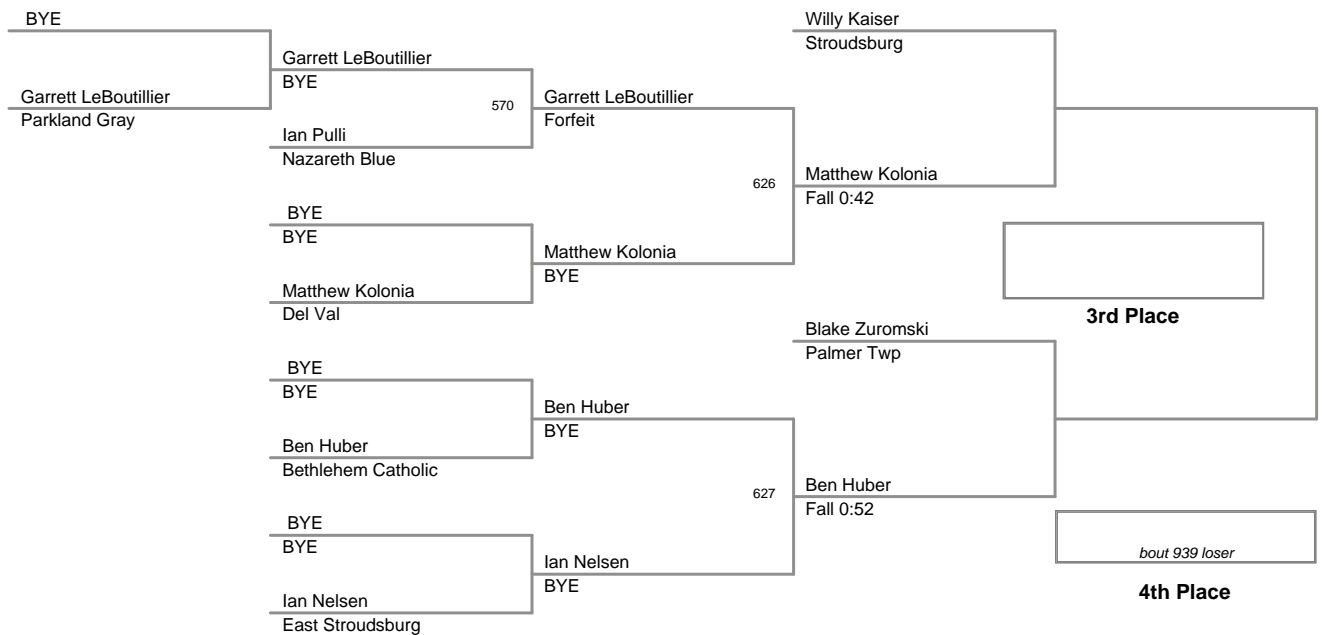 BYE
Garrett LeBoutillier
Parkland Gray
Garrett LeBoutillier
BYE
570
Ian Pulli
Nazareth Blue
BYE
BYE
Matthew Kolonia
Del Val
BYE
BYE
Ben Huber
Bethlehem Catholic
BYE
BYE
Ian Nelsen
East Stroudsburg
Garrett LeBoutillier
Forfeit
626
Matthew Kolonia
BYE
Ben Huber
BYE
627
Ian Nelsen
BYE
Willy Kaiser
Stroudsburg
Matthew Kolonia
Fall 0:42
Blake Zuromski
Palmer Twp
Ben Huber
Fall 0:52
3rd Place
bout 939 loser
4th Place